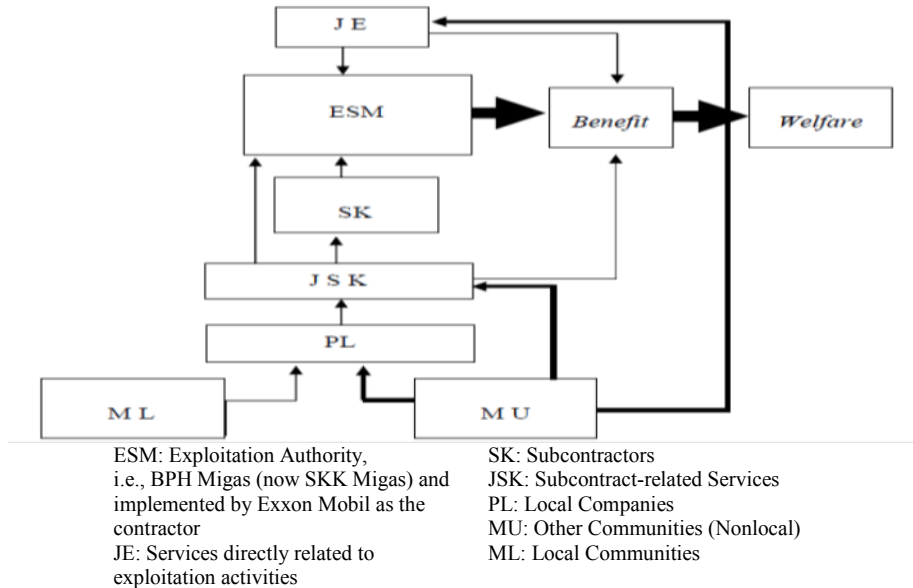 J E
ESM
Benefit
Welfare
SK
J S K
PL
M L
M U
ESM: Exploitation Authority,
i.e., BPH Migas (now SKK Migas) and
implemented by Exxon Mobil as the
contractor
JE: Services directly related to
exploitation activities
SK: Subcontractors
JSK: Subcontract-related Services
PL: Local Companies
MU: Other Communities (Nonlocal)
ML: Local Communities